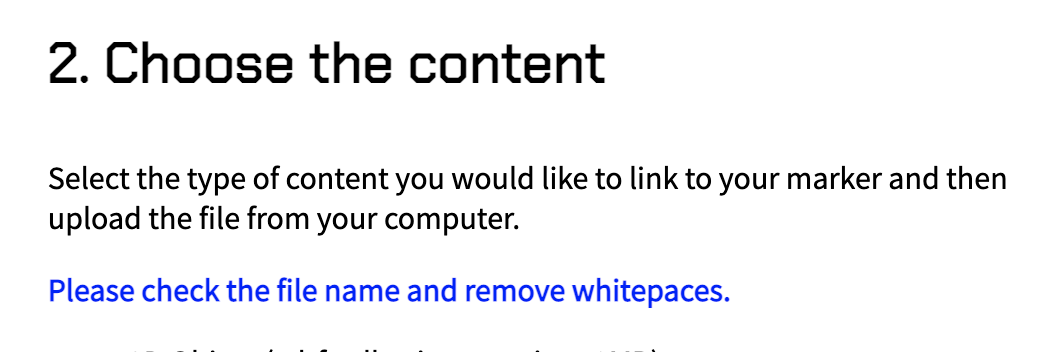 2. Choose the content
Select the type of content you would like to link to your marker and then
upload the file from your computer.
Please check the file name and remove whitepaces.